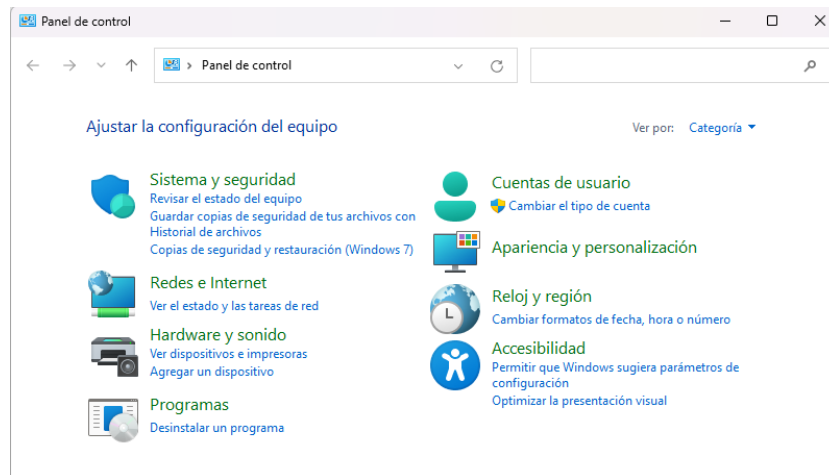 Panel de control
Panel de control
Ajustar la configuración del equipo
Ver por: Categoría
Sistema y seguridad
Revisar el estado del equipo
Guardar copias de seguridad de tus archivos con
Historial de archivos
Copias de seguridad y restauración (Windows 7)
Redes e Internet
Ver el estado y las tareas de red
Hardware y sonido
Ver dispositivos e impresoras
Agregar un dispositivo
Programas
Desinstalar un programa
Cuentas de usuario
Cambiar el tipo de cuenta
Apariencia y personalización
Reloj y región
Cambiar formatos de fecha, hora o número
Accesibilidad
Permitir que Windows sugiera parámetros de
configuración
Optimizar la presentación visual